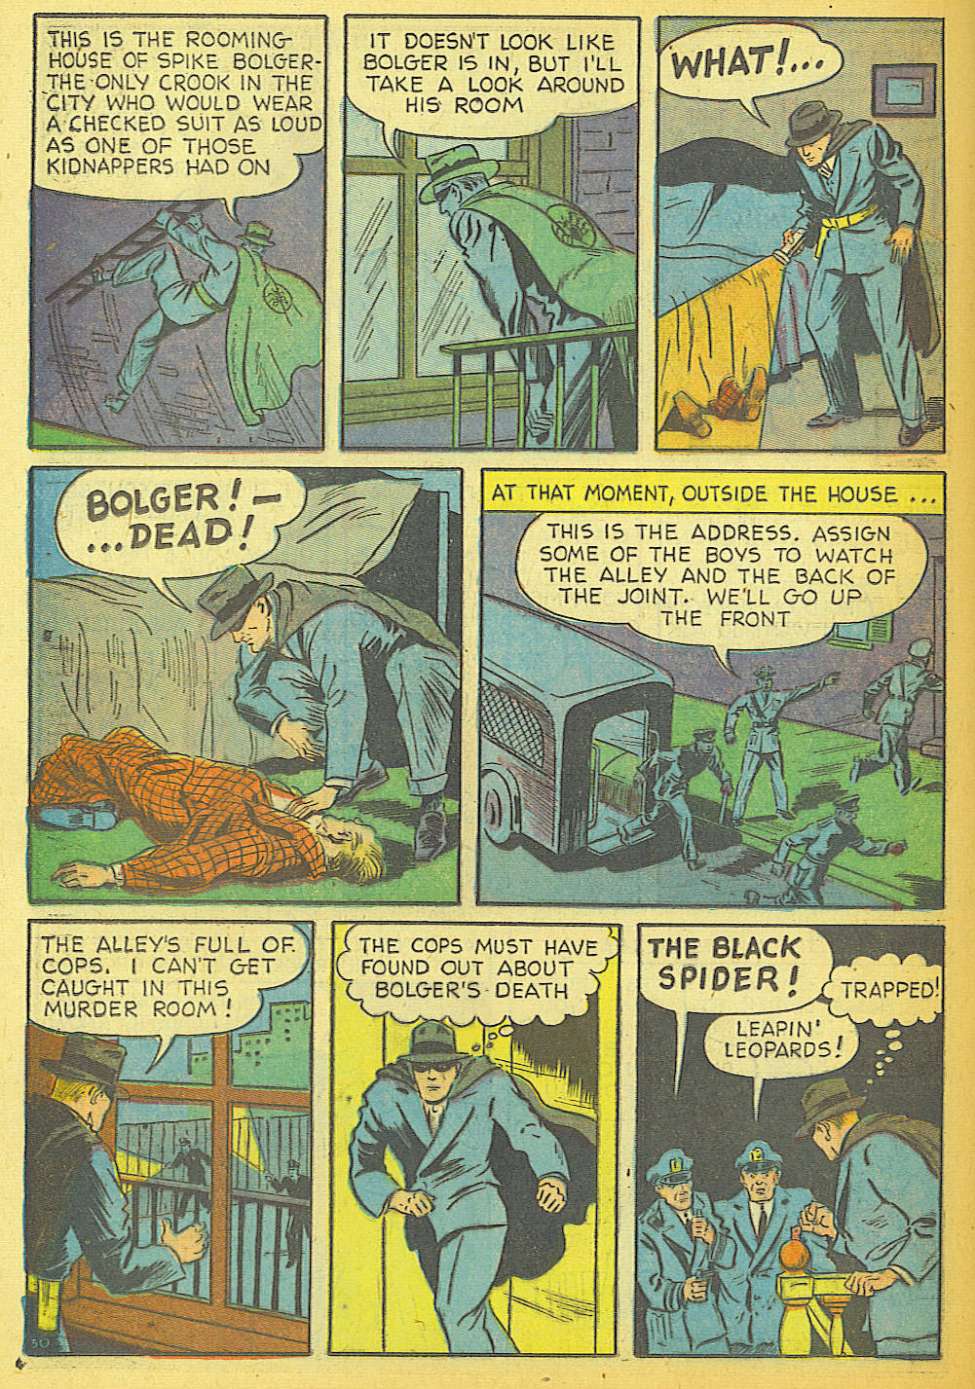 THIS IS THE ROOMING-
HOUSE OF SPIKE BOLGER-
THE ONLY CROOK IN THE
CITY WHO WOULD WEAR
A CHECKED SUIT AS LOUD
AS ONE OF THOSE
KIDNAPPERS HAD ON
IT DOESN'T LOOK LIKE
BOLGER IS IN, BUT I'LL
TAKE A LOOK AROUND
HIS ROOM
WHAT!...
BOLGER! —
...DEAD!
AT THAT MOMENT, OUTSIDE THE HOUSE ...
THIS IS THE ADDRESS. ASSIGN
SOME OF THE BOYS TO WATCH
THE ALLEY AND THE BACK OF
THE JOINT. WE'LL GO UP
THE FRONT
THE ALLEY'S FULL OF
COPS. I CAN'T GET
CAUGHT IN THIS
MURDER ROOM!
50
THE COPS MUST HAVE
FOUND OUT ABOUT
BOLGER'S DEATH
THE BLACK
SPIDER!
TRAPPED!
LEAPIN'
LEOPARDS!